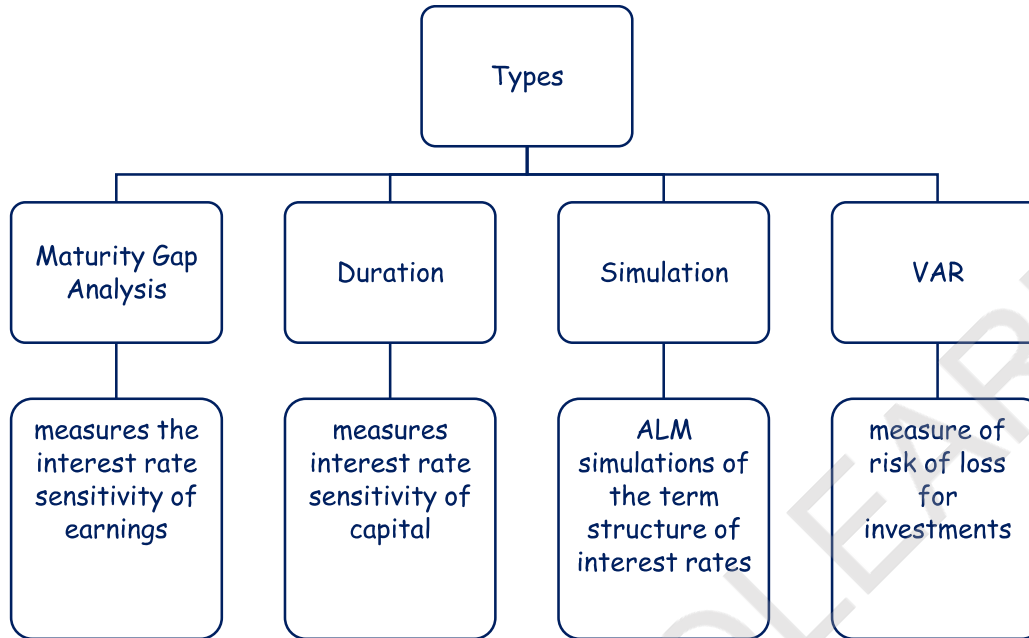 Types
Maturity Gap
Analysis
Duration
Simulation
VAR
measures the
interest rate
sensitivity of
earnings
measures
interest rate
sensitivity of
capital
ALM
simulations of
the term
structure of
interest rates
measure of
risk of loss
for
investments